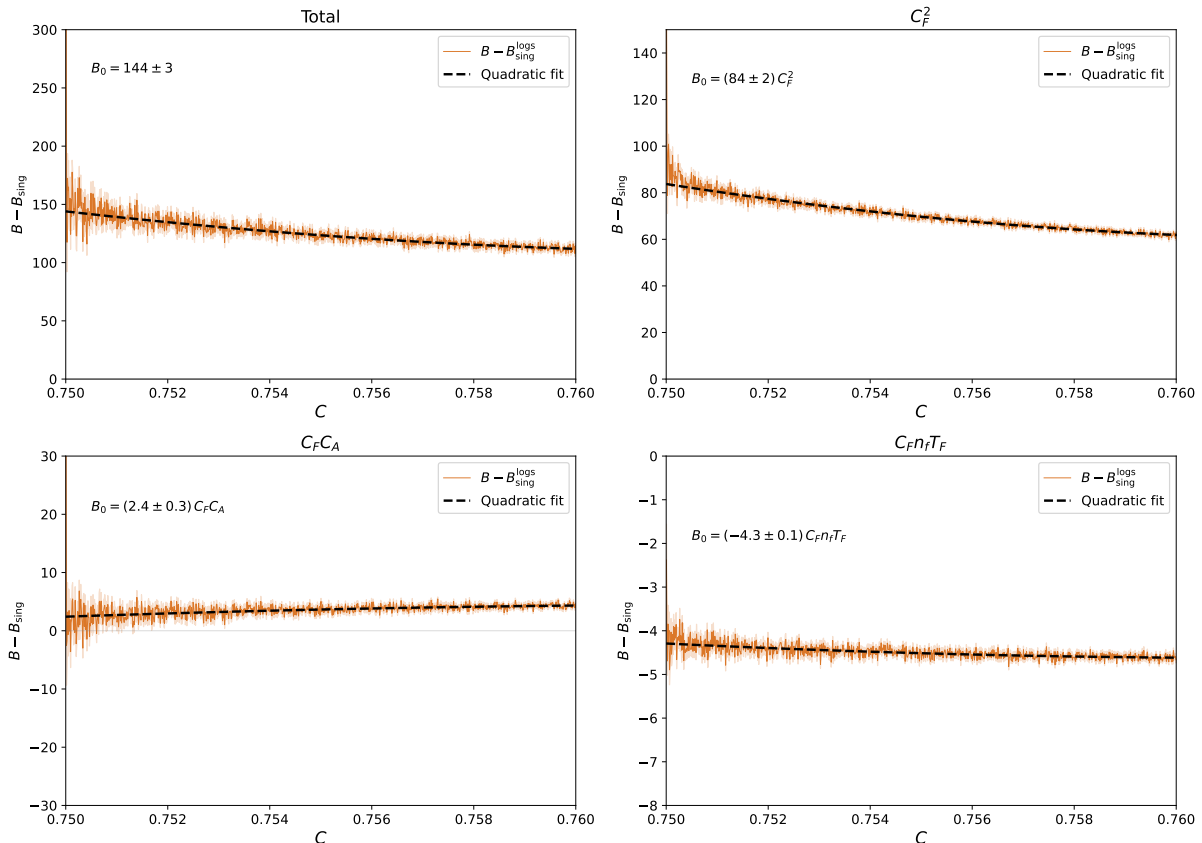 Total
300
250
200
150
100
50
0
B − B_sing
B_0 = 144 ± 3
B − B_sing^logs
Quadratic fit
0.750 0.752 0.754 0.756 0.758 0.760
C
C_F^2
140
120
100
80
60
40
20
0
B − B_sing
B_0 = (84 ± 2) C_F^2
B − B_sing^logs
Quadratic fit
0.750 0.752 0.754 0.756 0.758 0.760
C
C_F C_A
30
20
10
0
−10
−20
−30
B − B_sing
B_0 = (2.4 ± 0.3) C_F C_A
B − B_sing^logs
Quadratic fit
0.750 0.752 0.754 0.756 0.758 0.760
C
C_F n_f T_F
0
−1
−2
−3
−4
−5
−6
−7
−8
B − B_sing
B_0 = (−4.3 ± 0.1) C_F n_f T_F
B − B_sing^logs
Quadratic fit
0.750 0.752 0.754 0.756 0.758 0.760
C